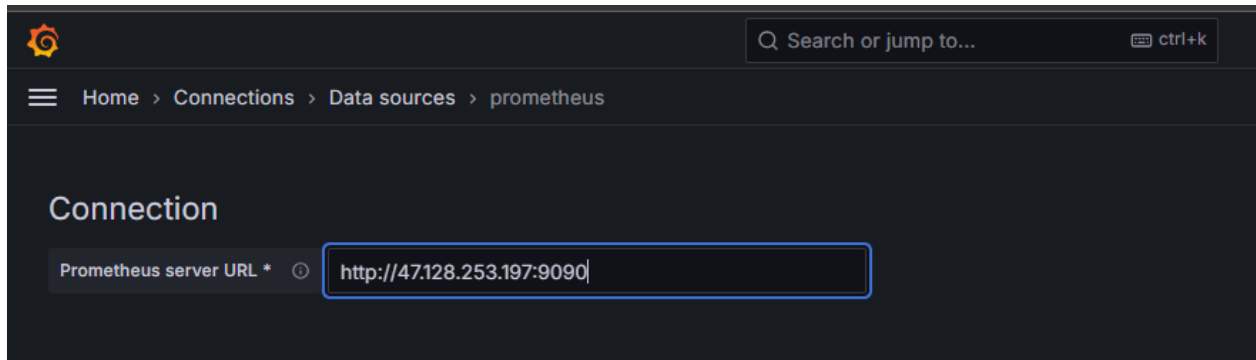 Search or jump to... ctrl+k
Home > Connections > Data sources > prometheus
Connection
Prometheus server URL * http://47.128.253.197:9090